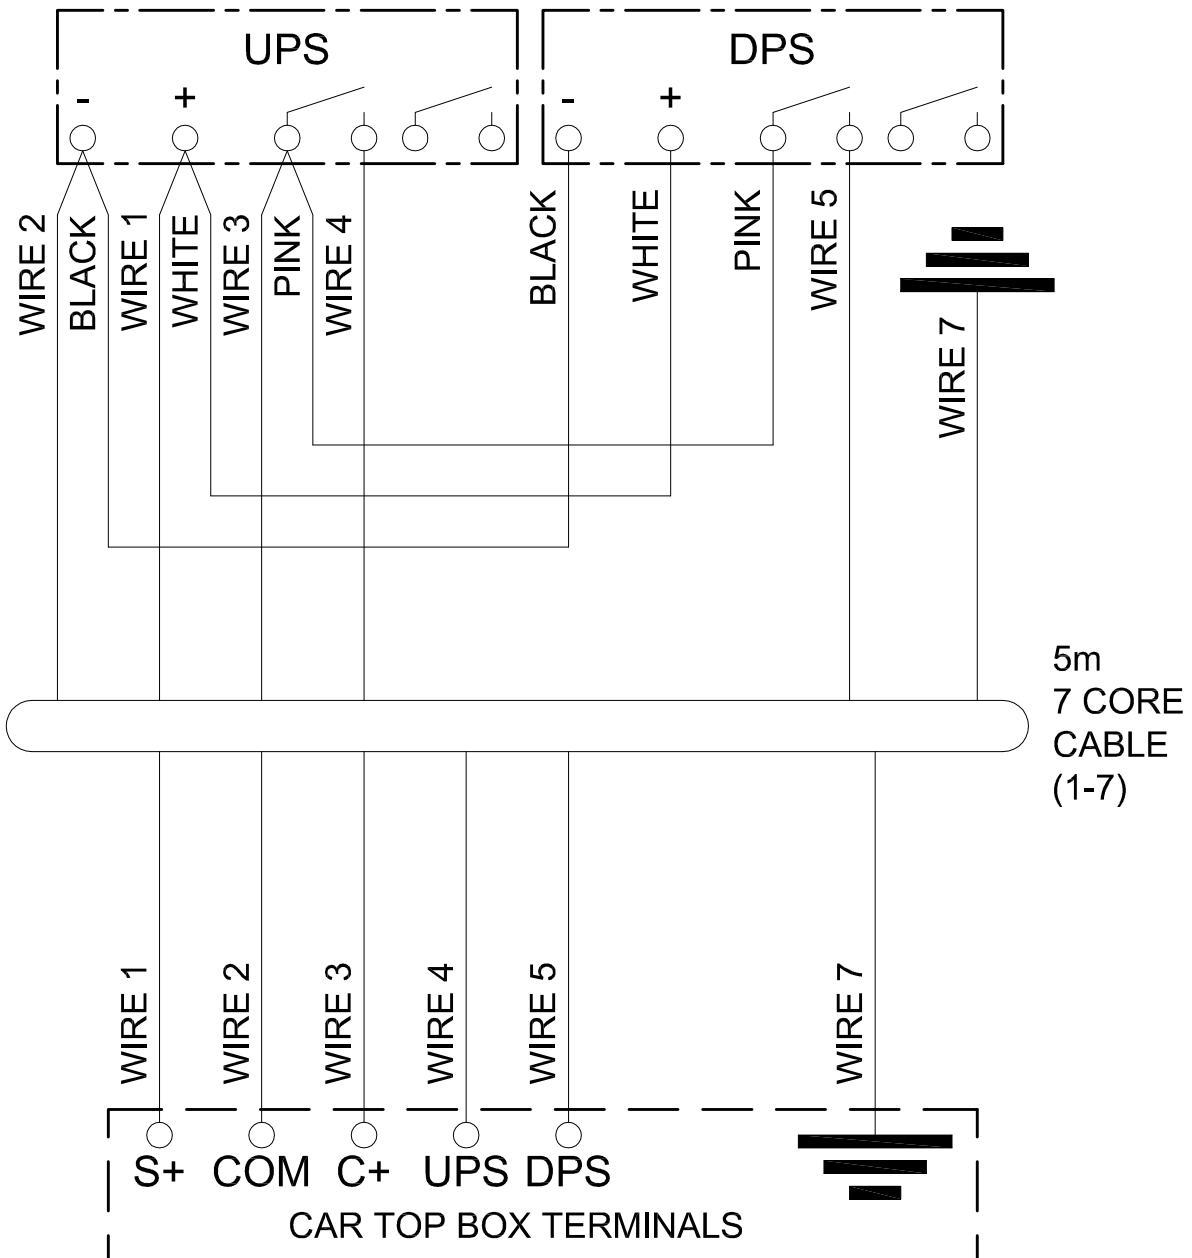 UPS
DPS
- +
- +
WIRE 2
BLACK
WIRE 1
WHITE
WIRE 3
PINK
WIRE 4
BLACK
WHITE
PINK
WIRE 5
WIRE 7
5m
7 CORE
CABLE
(1-7)
WIRE 1
WIRE 2
WIRE 3
WIRE 4
WIRE 5
WIRE 7
S+ COM C+ UPS DPS
CAR TOP BOX TERMINALS